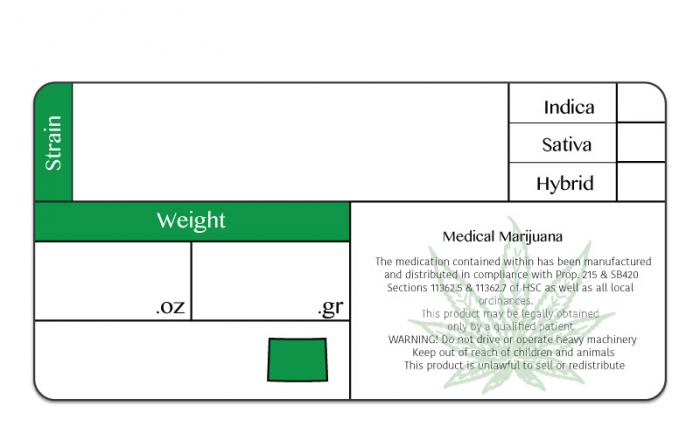 Strain
Indica
Sativa
Hybrid
Weight
.oz
.gr
Medical Marijuana
The medication contained within has been manufactured
and distributed in compliance with Prop. 215 & SB420
Sections 11362.5 & 11362.7 of HSC as well as all local
ordinances.
This product may be legally obtained
only by a qualified patient.
WARNING! Do not drive or operate heavy machinery
Keep out of reach of children and animals
This product is unlawful to sell or redistribute